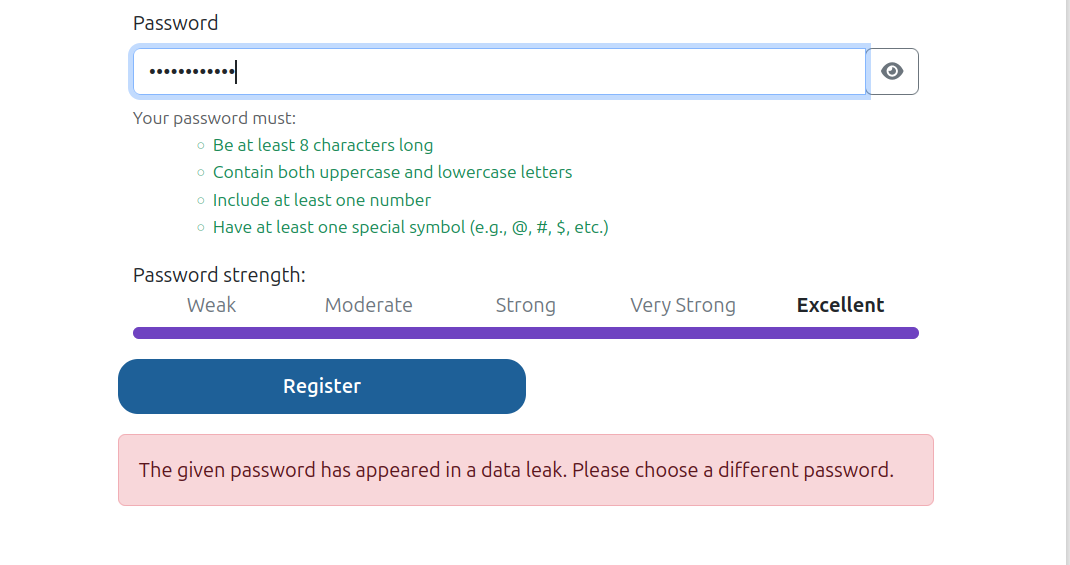 Password
••••••••••••
Your password must:
Be at least 8 characters long
Contain both uppercase and lowercase letters
Include at least one number
Have at least one special symbol (e.g., @, #, $, etc.)
Password strength:
Weak Moderate Strong Very Strong Excellent
Register
The given password has appeared in a data leak. Please choose a different password.